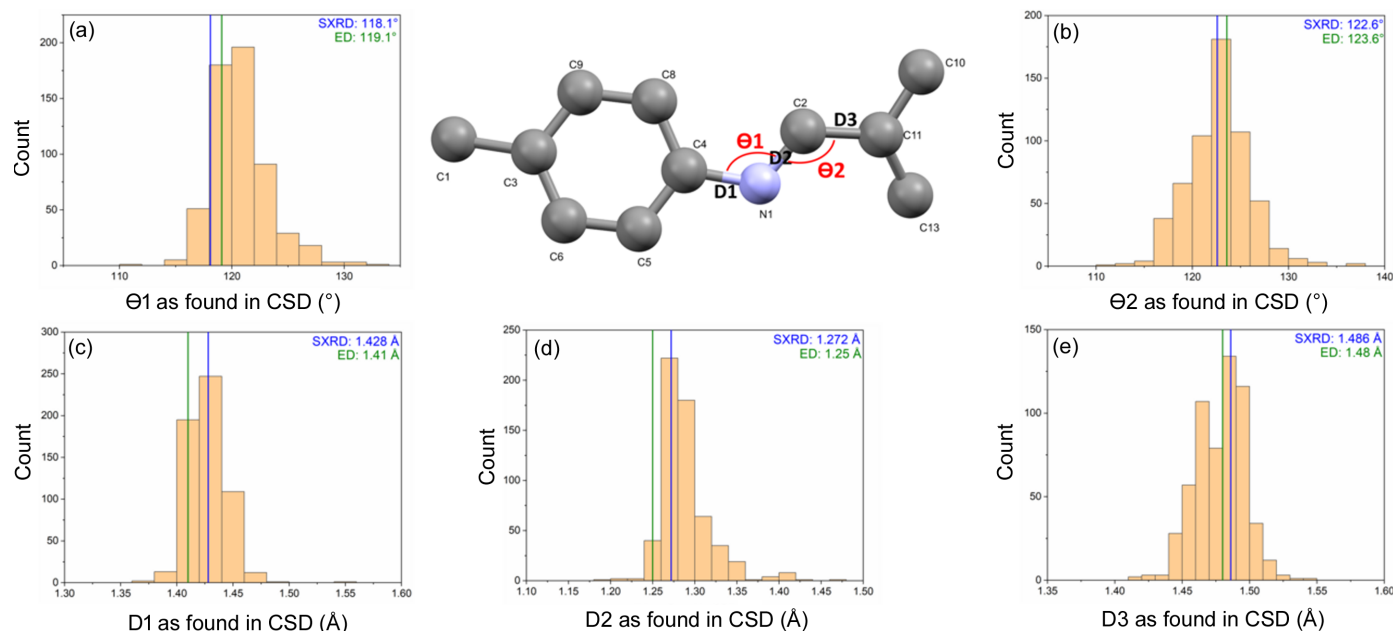 (a)
SXRD: 118.1°
ED: 119.1°
200
150
100
50
0
110
120
130
Count
Ɵ1 as found in CSD (°)
C9
C8
C2
C10
D3
C11
Ɵ1
D2
Ɵ2
C4
C1
C3
D1
N1
C13
C6
C5
(b)
SXRD: 122.6°
ED: 123.6°
200
150
100
50
0
110
120
130
140
Count
Ɵ2 as found in CSD (°)
(c)
SXRD: 1.428 Å
ED: 1.41 Å
300
250
200
150
100
50
0
1.30
1.35
1.40
1.45
1.50
1.55
1.60
Count
D1 as found in CSD (Å)
(d)
SXRD: 1.272 Å
ED: 1.25 Å
250
200
150
100
50
0
1.10
1.15
1.20
1.25
1.30
1.35
1.40
1.45
1.50
Count
D2 as found in CSD (Å)
(e)
SXRD: 1.486 Å
ED: 1.48 Å
150
100
50
0
1.35
1.40
1.45
1.50
1.55
1.60
Count
D3 as found in CSD (Å)